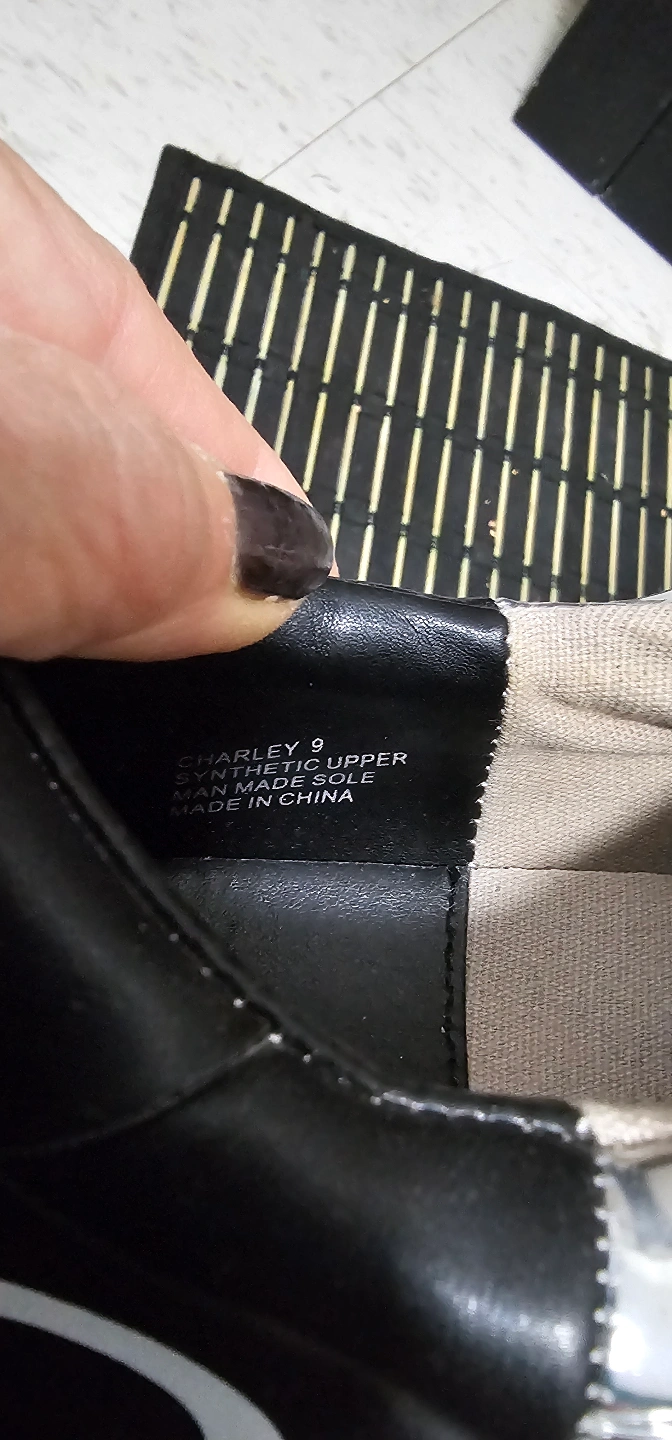 CHARLEY 9
SYNTHETIC UPPER
MAN MADE SOLE
MADE IN CHINA